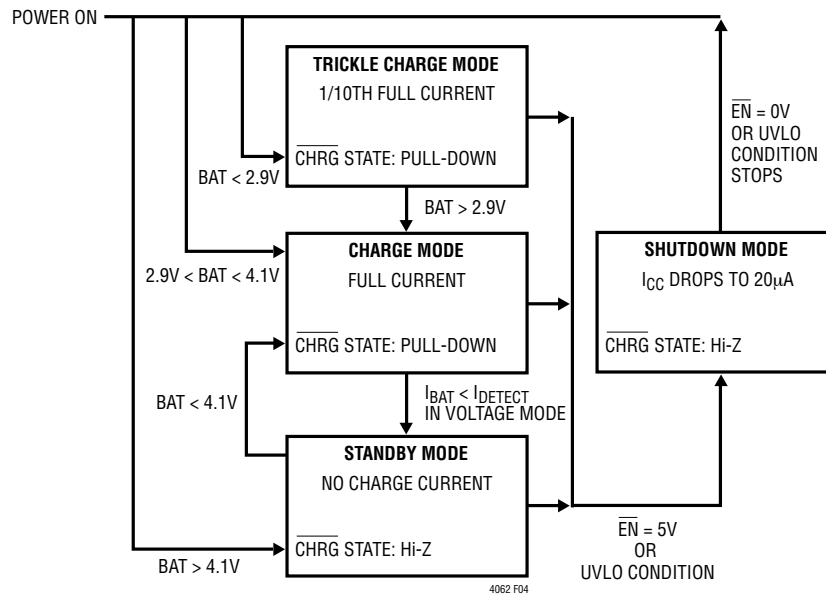 POWER ON
TRICKLE CHARGE MODE
1/10TH FULL CURRENT
CHRG STATE: PULL-DOWN
BAT < 2.9V
BAT > 2.9V
CHARGE MODE
FULL CURRENT
2.9V < BAT < 4.1V
CHRG STATE: PULL-DOWN
BAT < 4.1V
IBAT < IDETECT
IN VOLTAGE MODE
STANDBY MODE
NO CHARGE CURRENT
CHRG STATE: Hi-Z
BAT > 4.1V
EN = 0V
OR UVLO
CONDITION
STOPS
SHUTDOWN MODE
ICC DROPS TO 20μA
CHRG STATE: Hi-Z
EN = 5V
OR
UVLO CONDITION
4062 F04